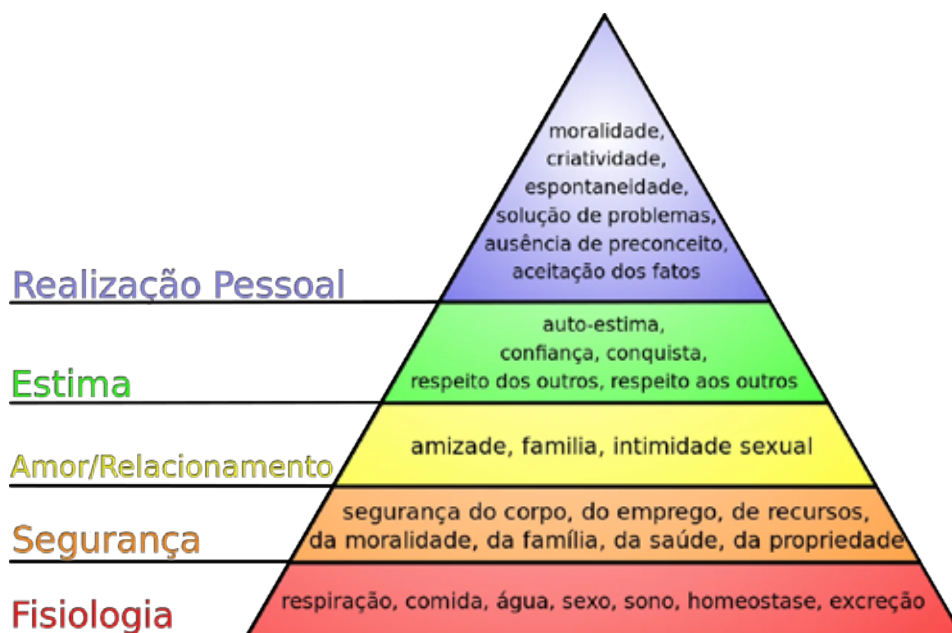 moralidade,
criatividade,
espontaneidade,
solução de problemas,
ausência de preconceito,
aceitação dos fatos
Realização Pessoal
auto-estima,
confiança, conquista,
respeito dos outros, respeito aos outros
Estima
amizade, familia, intimidade sexual
Amor/Relacionamento
segurança do corpo, do emprego, de recursos,
da moralidade, da família, da saúde, da propriedade
Segurança
respiração, comida, água, sexo, sono, homeostase, excreção
Fisiologia